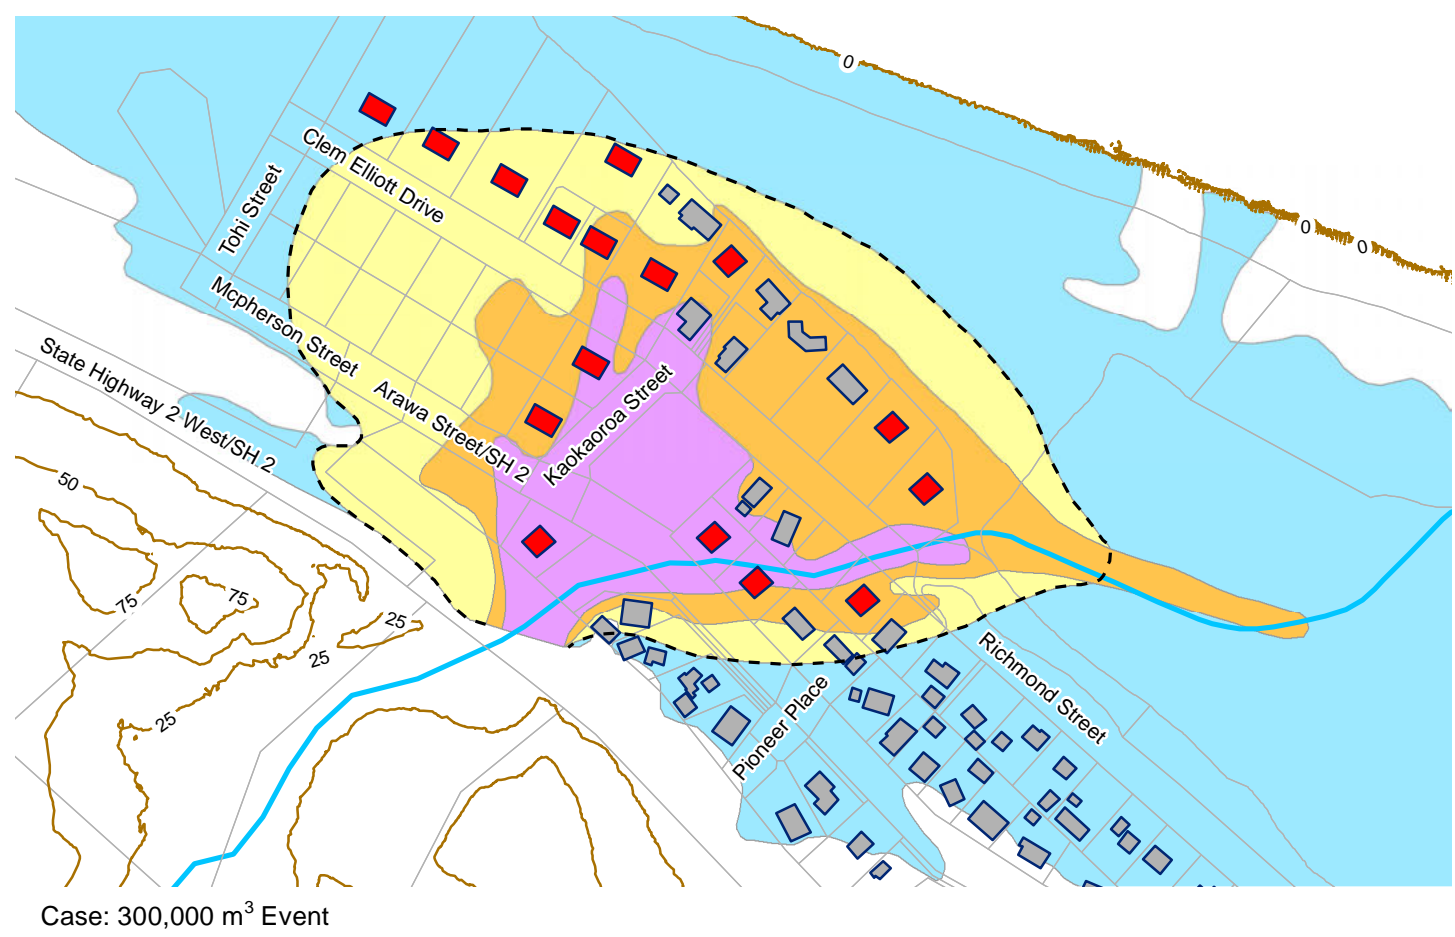 0
Clem Elliott Drive
Tohi Street
0
0
Mcpherson Street
State Highway 2 West/SH 2
Arawa Street/SH 2
Kaokaoroa Street
50
75
75
25
25
25
Richmond Street
Pioneer Place
Case: 300,000 m³ Event